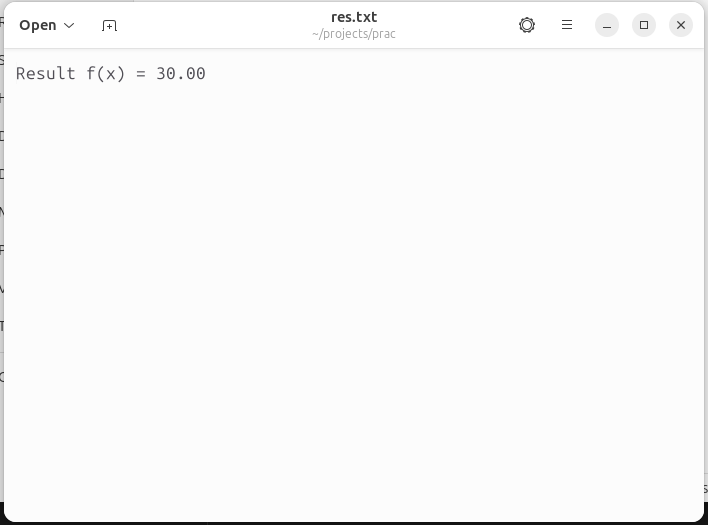 Open
res.txt
~/projects/prac
Result f(x) = 30.00